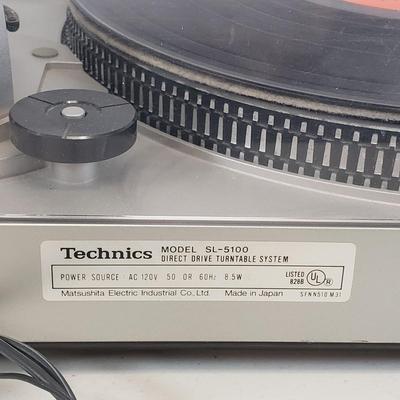 Technics MODEL SL-5100
DIRECT DRIVE TURNTABLE SYSTEM
POWER SOURCE : AC 120V 50 OR 60Hz 8.5W
LISTED
828B
UL
R
Matsushita Electric Industrial Co., Ltd. Made in Japan SFNN510M31